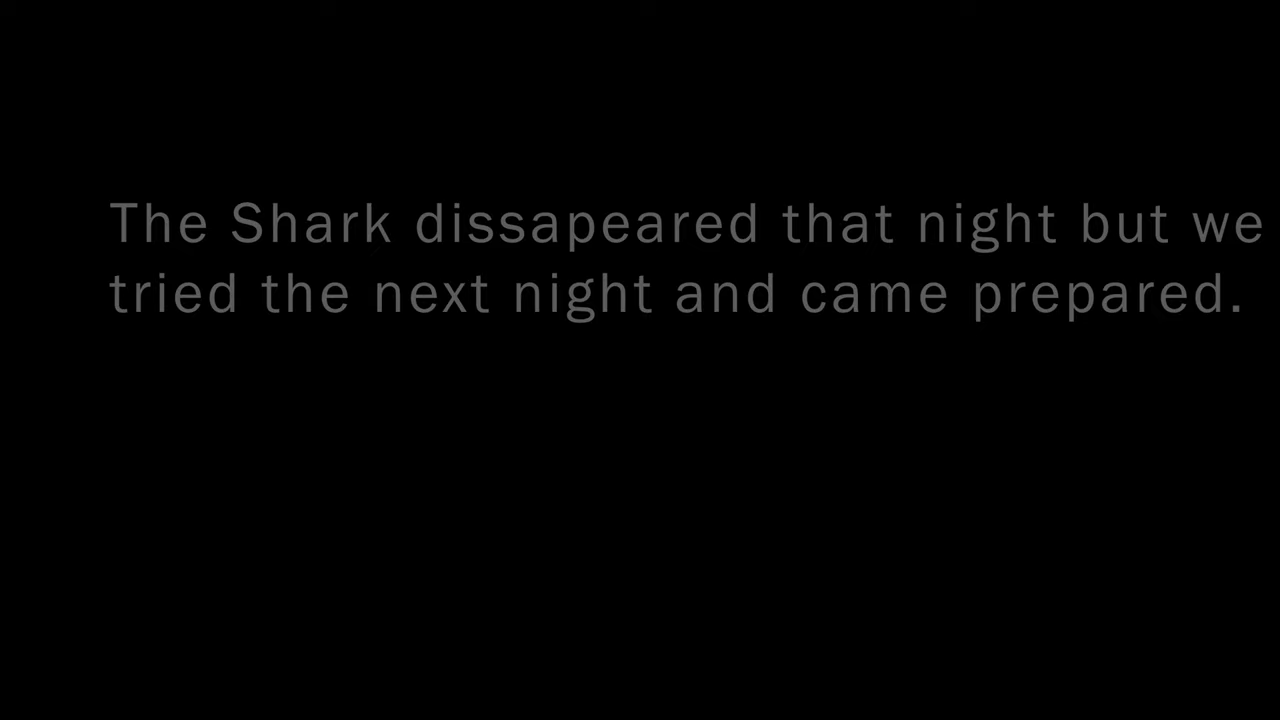 The Shark dissapeared that night but we
tried the next night and came prepared.